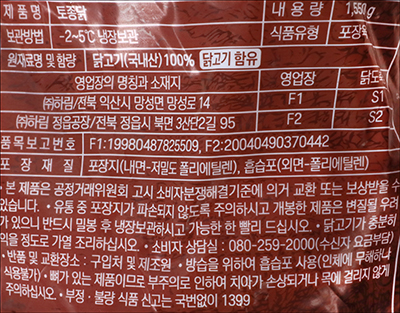 제 품 명 토종닭 내 용 량 1,550g
보관방법 -2~5℃ 냉장보관 식품유형 포장육
원재료명 및 함량 닭고기(국내산) 100% 닭고기 함유
영업장의 명칭과 소재지 영업장 닭도
㈜하림/전북 익산시 망성면 망성로 14 F1 S1
㈜하림 정읍공장/전북 정읍시 북면 3산단2길 95 F2 S2
품목보고번호 F1:19980487825509, F2:20040490370442
포 장 재 질 포장지(내면-저밀도 폴리에틸렌), 흡습포(외면-폴리에틸렌)
· 본 제품은 공정거래위원회 고시 소비자분쟁해결기준에 의거 교환 또는 보상받을 수
있습니다. · 유통 중 포장지가 파손되지 않도록 주의하시고 개봉한 제품은 변질될 우려
가 있으니 반드시 밀봉 후 냉장보관하시고 가능한 한 빨리 드십시오. · 닭고기가 충분히
익을 정도로 가열 조리하십시오. · 소비자 상담실 : 080-259-2000(수신자 요금부담)
· 반품 및 교환장소 : 구입처 및 제조원 · 방습을 위하여 흡습포 사용(인체에 무해하나
식용불가) · 뼈가 있는 제품이므로 부주의로 인하여 치아가 손상되거나 목에 걸리지 않게
주의하십시오. · 부정 · 불량 식품 신고는 국번없이 1399